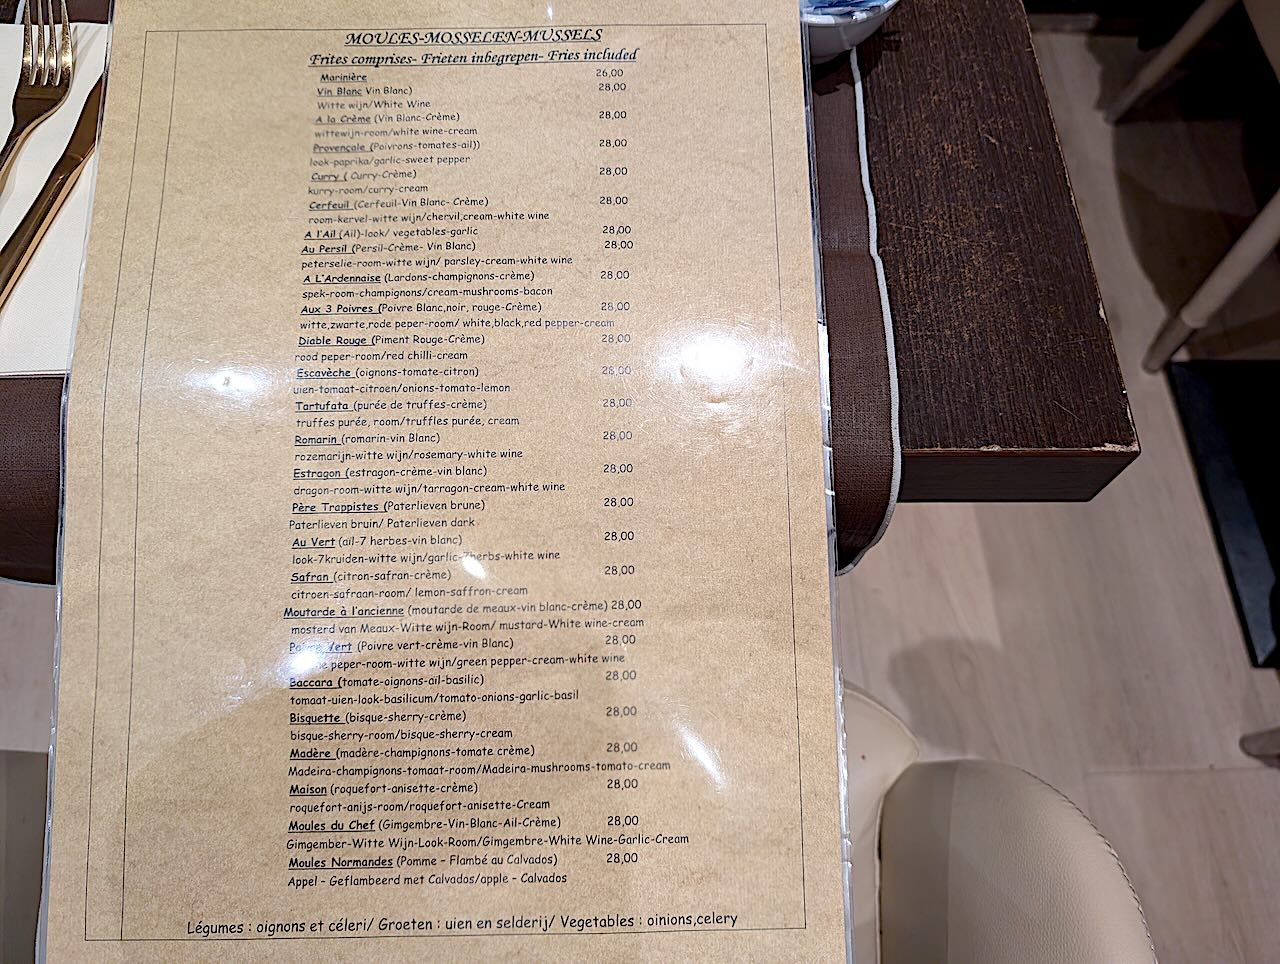 MOULES-MOSSELEN-MUSSELS
Frites comprises- Frieten inbegrepen- Fries included
Marinière 26,00
Vin Blanc Vin Blanc) 28,00
Witte wijn/White Wine
A la Crème (Vin Blanc-Crème) 28,00
wittewijn-room/white wine-cream
Provençale (Poivrons-tomates-ail)) 28,00
look-paprika/garlic-sweet pepper
Curry ( Curry-Crème) 28,00
kurry-room/curry-cream
Cerfeuil (Cerfeuil-Vin Blanc- Crème) 28,00
room-kervel-witte wijn/chervil,cream-white wine
A l'Ail (Ail)-look/ vegetables-garlic 28,00
Au Persil (Persil-Crème- Vin Blanc) 28,00
peterselie-room-witte wijn/ parsley-cream-white wine
A L'Ardennaise (Lardons-champignons-crème) 28,00
spek-room-champignons/cream-mushrooms-bacon
Aux 3 Poivres (Poivre Blanc,noir, rouge-Crème) 28,00
witte,zwarte,rode peper-room/ white,black,red pepper-cream
Diable Rouge (Piment Rouge-Crème) 28,00
rood peper-room/red chilli-cream
Escavèche (oignons-tomate-citron) 28,00
uien-tomaat-citroen/onions-tomato-lemon
Tartufata (purée de truffes-crème) 28,00
truffes purée, room/truffles purée, cream
Romarin (romarin-vin Blanc) 28,00
rozemarijn-witte wijn/rosemary-white wine
Estragon (estragon-crème-vin blanc) 28,00
dragon-room-witte wijn/tarragon-cream-white wine
Père Trappistes (Paterlieven brune) 28,00
Paterlieven bruin/ Paterlieven dark
Au Vert (ail-7 herbes-vin blanc) 28,00
look-7kruiden-witte wijn/garlic-7herbs-white wine
Safran (citron-safran-crème) 28,00
citroen-safraan-room/ lemon-saffron-cream
Moutarde à l'ancienne (moutarde de meaux-vin blanc-crème) 28,00
mosterd van Meaux-Witte wijn-Room/ mustard-White wine-cream
Poivre Vert (Poivre vert-crème-vin Blanc) 28,00
peper-room-witte wijn/green pepper-cream-white wine
Baccara (tomate-oignons-ail-basilic) 28,00
tomaat-uien-look-basilicum/tomato-onions-garlic-basil
Bisquette (bisque-sherry-crème) 28,00
bisque-sherry-room/bisque-sherry-cream
Madère (madère-champignons-tomate crème) 28,00
Madeira-champignons-tomaat-room/Madeira-mushrooms-tomato-cream
Maison (roquefort-anisette-crème) 28,00
roquefort-anijs-room/roquefort-anisette-Cream
Moules du Chef (Gimgembre-Vin-Blanc-Ail-Crème) 28,00
Gimgember-Witte Wijn-Look-Room/Gimgembre-White Wine-Garlic-Cream
Moules Normandes (Pomme - Flambé au Calvados) 28,00
Appel - Geflambeerd met Calvados/apple - Calvados
Légumes : oignons et céleri/ Groeten : uien en selderij/ Vegetables : oinions,celery